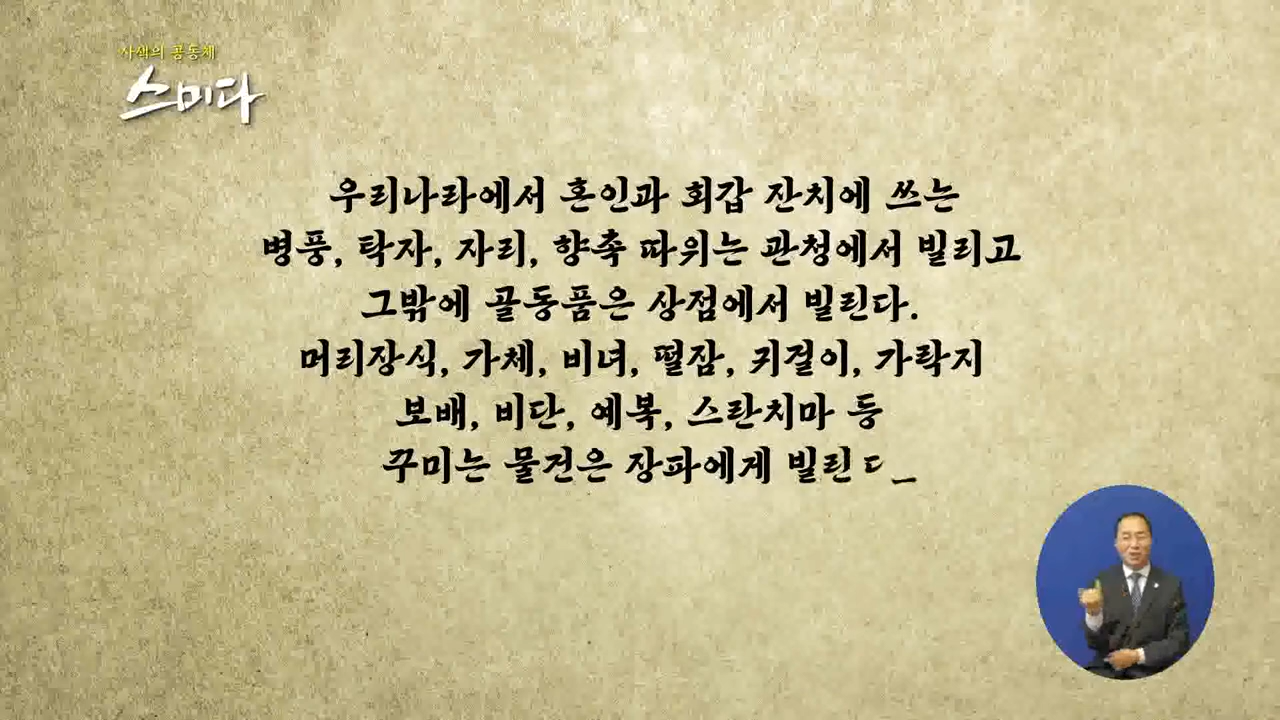 사색의 공동체
스미다
우리나라에서 혼인과 회갑 잔치에 쓰는
병풍, 탁자, 자리, 향촉 따위는 관청에서 빌리고
그밖에 골동품은 상점에서 빌린다.
머리장식, 가체, 비녀, 떨잠, 귀걸이, 가락지
보배, 비단, 예복, 스란치마 등
꾸미는 물건은 장파에게 빌린ㄷ_